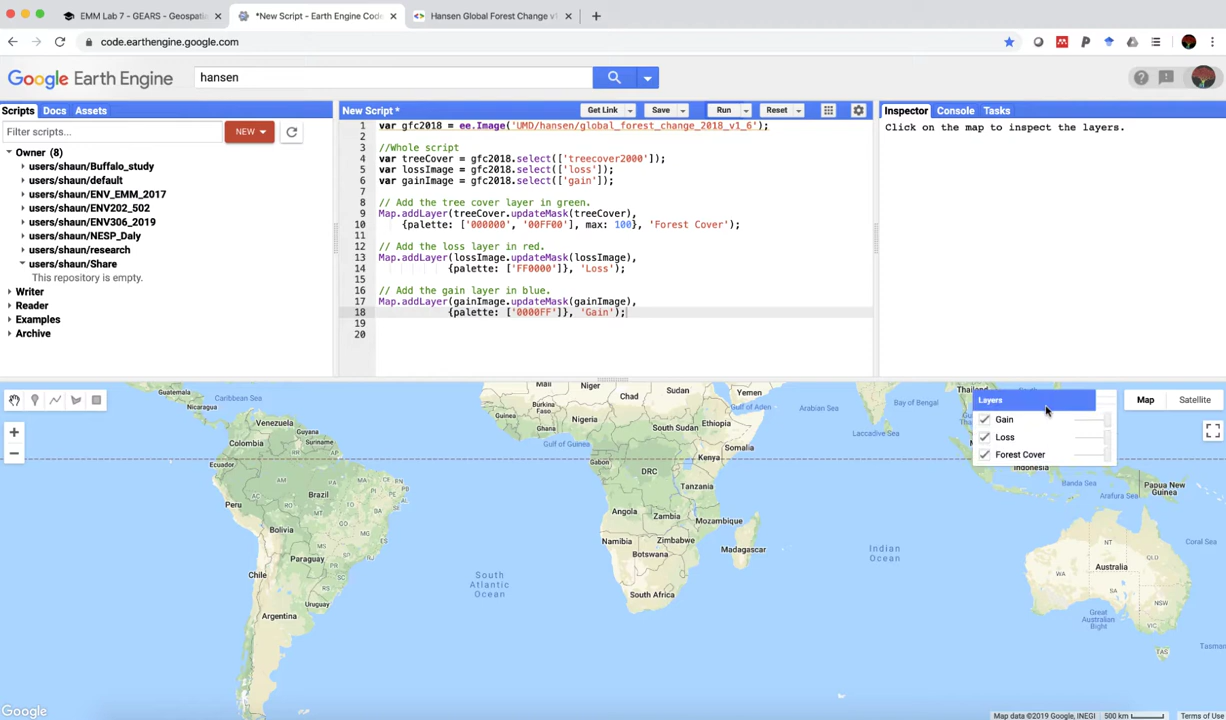 EMM Lab 7 - GEARS - Geospati
*New Script - Earth Engine Code
Hansen Global Forest Change v1
code.earthengine.google.com
Google Earth Engine
hansen
Scripts Docs Assets
Filter scripts...
NEW
Owner (8)
users/shaun/Buffalo_study
users/shaun/default
users/shaun/ENV_EMM_2017
users/shaun/ENV202_502
users/shaun/ENV306_2019
users/shaun/NESP_Daly
users/shaun/research
users/shaun/Share
This repository is empty.
Writer
Reader
Examples
Archive
New Script *
Get Link Save Run Reset
1 var gfc2018 = ee.Image('UMD/hansen/global_forest_change_2018_v1_6');
2
3 //Whole script
4 var treeCover = gfc2018.select(['treecover2000']);
5 var lossImage = gfc2018.select(['loss']);
6 var gainImage = gfc2018.select(['gain']);
7
8 // Add the tree cover layer in green.
9 Map.addLayer(treeCover.updateMask(treeCover),
10 {palette: ['000000', '00FF00'], max: 100}, 'Forest Cover');
11
12 // Add the loss layer in red.
13 Map.addLayer(lossImage.updateMask(lossImage),
14 {palette: ['FF0000']}, 'Loss');
15
16 // Add the gain layer in blue.
17 Map.addLayer(gainImage.updateMask(gainImage),
18 {palette: ['0000FF']}, 'Gain');
19
20
Inspector Console Tasks
Click on the map to inspect the layers.
Layers
Gain
Loss
Forest Cover
Map Satellite
Guatemala
Nicaragua
Caribbean Sea
Venezuela
Colombia
Ecuador
Peru
Brazil
Bolivia
Paraguay
Chile
Uruguay
Argentina
South
Atlantic
Ocean
Mali
Niger
Chad
Sudan
Yemen
Burkina
Faso
Nigeria
Ghana
Gulf of Guinea
South Sudan
Ethiopia
Gulf of Aden
Somalia
Kenya
Gabon
DRC
Tanzania
Angola
Zambia
Mozambique
Namibia
Zimbabwe
Botswana
Madagascar
South Africa
Arabian Sea
Bay of Bengal
Laccadive Sea
Thailand
Indonesia
Banda Sea
Arafura Sea
Papua New
Guinea
Indian
Ocean
Coral Sea
NT
QLD
WA
Australia
SA
NSW
VIC
Great
Australian
Bight
Tasman
Google
Map data ©2019 Google, INEGI
500 km
Terms of Use